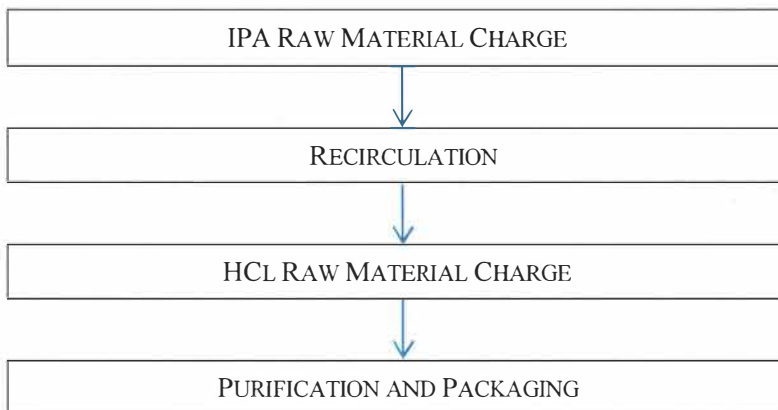 IPA RAW MATERIAL CHARGE
RECIRCULATION
HCL RAW MATERIAL CHARGE
PURIFICATION AND PACKAGING